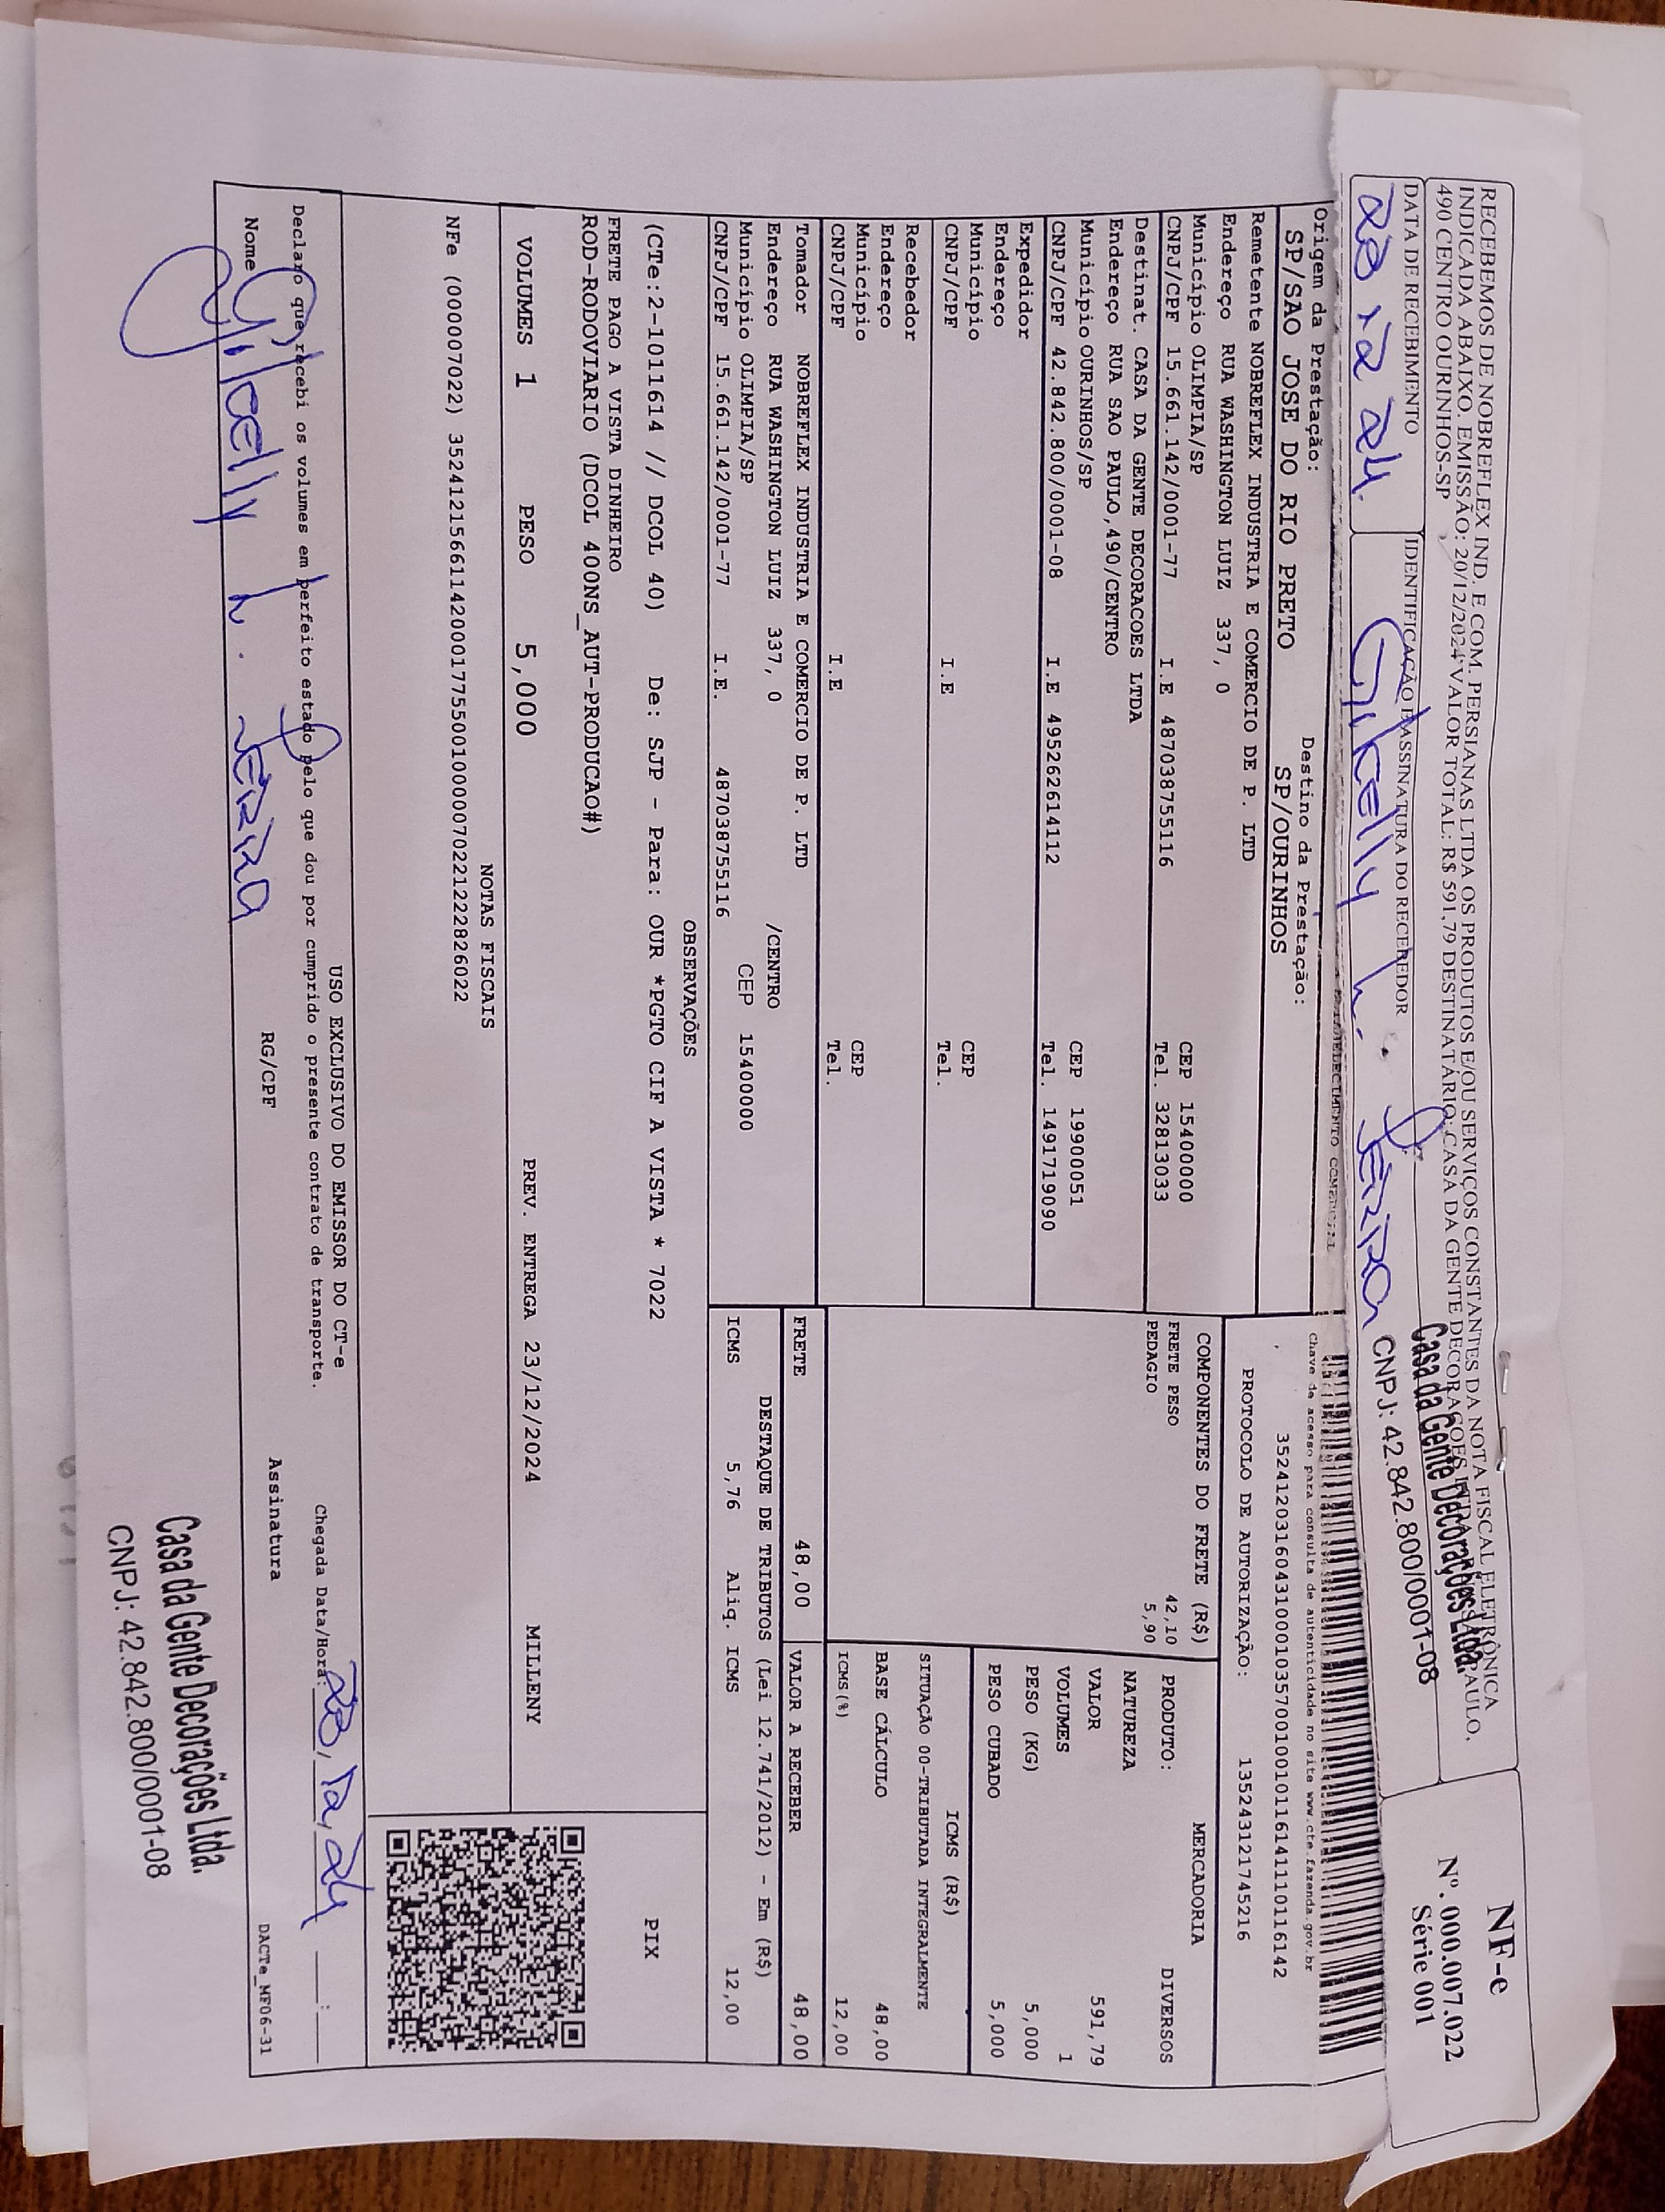 RECEBEMOS DE NOBREFLEX IND. E COM. PERSIANAS LTDA OS PRODUTOS E/OU SERVIÇOS CONSTANTES DA NOTA FISCAL ELETRÔNICA
INDICADA ABAIXO. EMISSÃO: 20/12/2024 VALOR TOTAL: R$ 591,79 DESTINATÁRIO: CASA DA GENTE DECORAÇOES PAULO,
490 CENTRO OURINHOS-SP
NF-e
Nº. 000.007.022
Série 001
DATA DE RECEBIMENTO
IDENTIFICAÇÃO E ASSINATURA DO RECEBEDOR
Casa da Gente Decorações Ltda.
CNPJ: 42.842.800/0001-08
23 12 24.
Gilcelly
Chave de acesso para consulta de autenticidade no site www.cte.fazenda.gov.br
35241203160431000103570010010116141110116142
PROTOCOLO DE AUTORIZAÇÃO: 135243121745216
Origem da Prestação: Destino da Prestação:
SP/SAO JOSE DO RIO PRETO SP/OURINHOS
Remetente NOBREFLEX INDUSTRIA E COMERCIO DE P. LTD
Endereço RUA WASHINGTON LUIZ 337, 0
Município OLIMPIA/SP CEP 15400000
CNPJ/CPF 15.661.142/0001-77 I.E 487038755116 Tel. 32813033
Destinat. CASA DA GENTE DECORACOES LTDA
Endereço RUA SAO PAULO,490/CENTRO
Município OURINHOS/SP CEP 19900051
CNPJ/CPF 42.842.800/0001-08 I.E 495262614112 Tel. 1491719090
Expedidor
Endereço
Município CEP
CNPJ/CPF I.E Tel.
Recebedor
Endereço
Município CEP
CNPJ/CPF I.E Tel.
Tomador NOBREFLEX INDUSTRIA E COMERCIO DE P. LTD
Endereço RUA WASHINGTON LUIZ 337, 0 /CENTRO
Município OLIMPIA/SP CEP 15400000
CNPJ/CPF 15.661.142/0001-77 I.E. 487038755116
COMPONENTES DO FRETE (R$)
FRETE PESO 42,10
PEDAGIO 5,90
MERCADORIA
PRODUTO: DIVERSOS
NATUREZA
VALOR 591,79
VOLUMES 1
PESO (KG) 5,000
PESO CUBADO 5,000
ICMS (R$)
SITUAÇÃO 00-TRIBUTADA INTEGRALMENTE
BASE CÁLCULO 48,00
ICMS(%) 12,00
FRETE 48,00 VALOR A RECEBER 48,00
DESTAQUE DE TRIBUTOS (Lei 12.741/2012) - Em (R$)
ICMS 5,76 Aliq. ICMS 12,00
OBSERVAÇÕES
(CTe:2-1011614 // DCOL 40) De: SJP - Para: OUR *PGTO CIF A VISTA * 7022
FRETE PAGO A VISTA DINHEIRO
ROD-RODOVIARIO (DCOL 400NS_AUT-PRODUCAO#)
PIX
VOLUMES 1 PESO 5,000 PREV. ENTREGA 23/12/2024 MILLENY
NOTAS FISCAIS
NFe (000007022) 35241215661142000177550010000070221222826022
USO EXCLUSIVO DO EMISSOR DO CT-e
Declaro que recebi os volumes em perfeito estado pelo que dou por cumprido o presente contrato de transporte. Chegada Data/Hora: 23, 12, 24 :
Nome Gilcelly RG/CPF Assinatura DACTe_MF06-31
Casa da Gente Decorações Ltda.
CNPJ: 42.842.800/0001-08